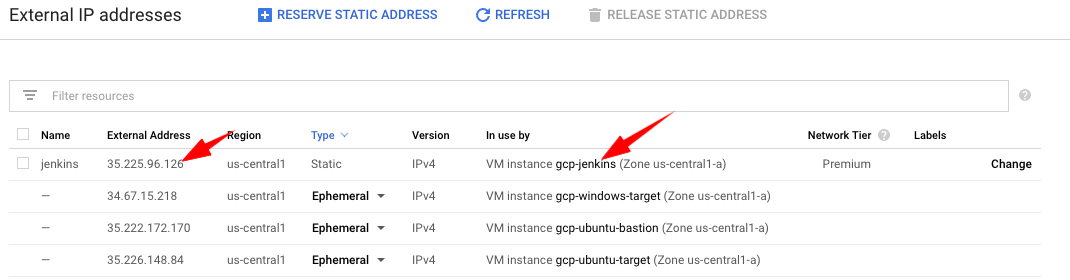 External IP addresses RESERVE STATIC ADDRESS REFRESH RELEASE STATIC ADDRESS
Filter resources
Name External Address Region Type Version In use by Network Tier Labels
jenkins 35.225.96.126 us-central1 Static IPv4 VM instance gcp-jenkins (Zone us-central1-a) Premium Change
— 34.67.15.218 us-central1 Ephemeral IPv4 VM instance gcp-windows-target (Zone us-central1-a)
— 35.222.172.170 us-central1 Ephemeral IPv4 VM instance gcp-ubuntu-bastion (Zone us-central1-a)
— 35.226.148.84 us-central1 Ephemeral IPv4 VM instance gcp-ubuntu-target (Zone us-central1-a)